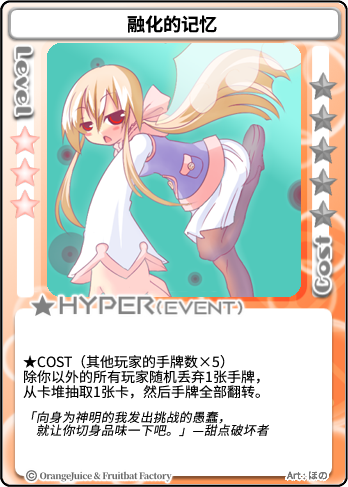 融化的记忆
Level
Cost
★HYPER(EVENT)
★COST（其他玩家的手牌数×5）
除你以外的所有玩家随机丢弃1张手牌，
从卡堆抽取1张卡，然后手牌全部翻转。
「向身为神明的我发出挑战的愚蠢，
就让你切身品味一下吧。」—甜点破坏者
© OrangeJuice & Fruitbat Factory
Art : ほの